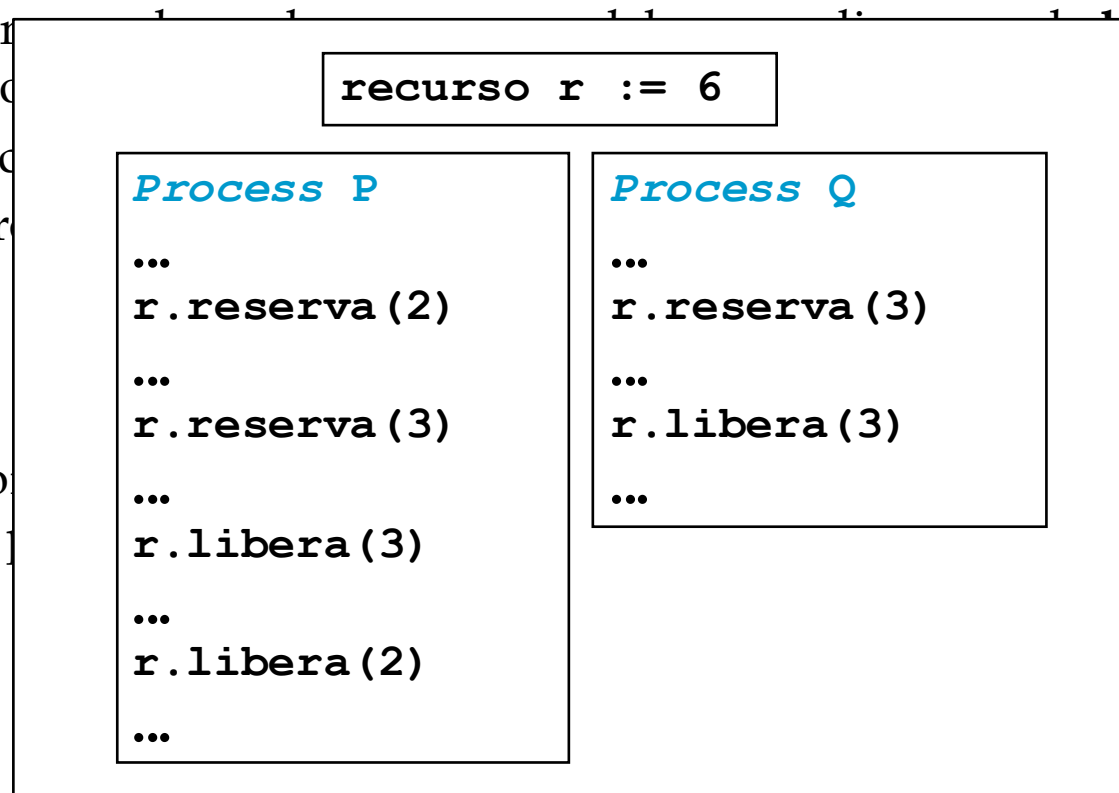 recurso r := 6
Process P
…
r.reserva(2)
…
r.reserva(3)
…
r.libera(3)
…
r.libera(2)
…
Process Q
…
r.reserva(3)
…
r.libera(3)
…